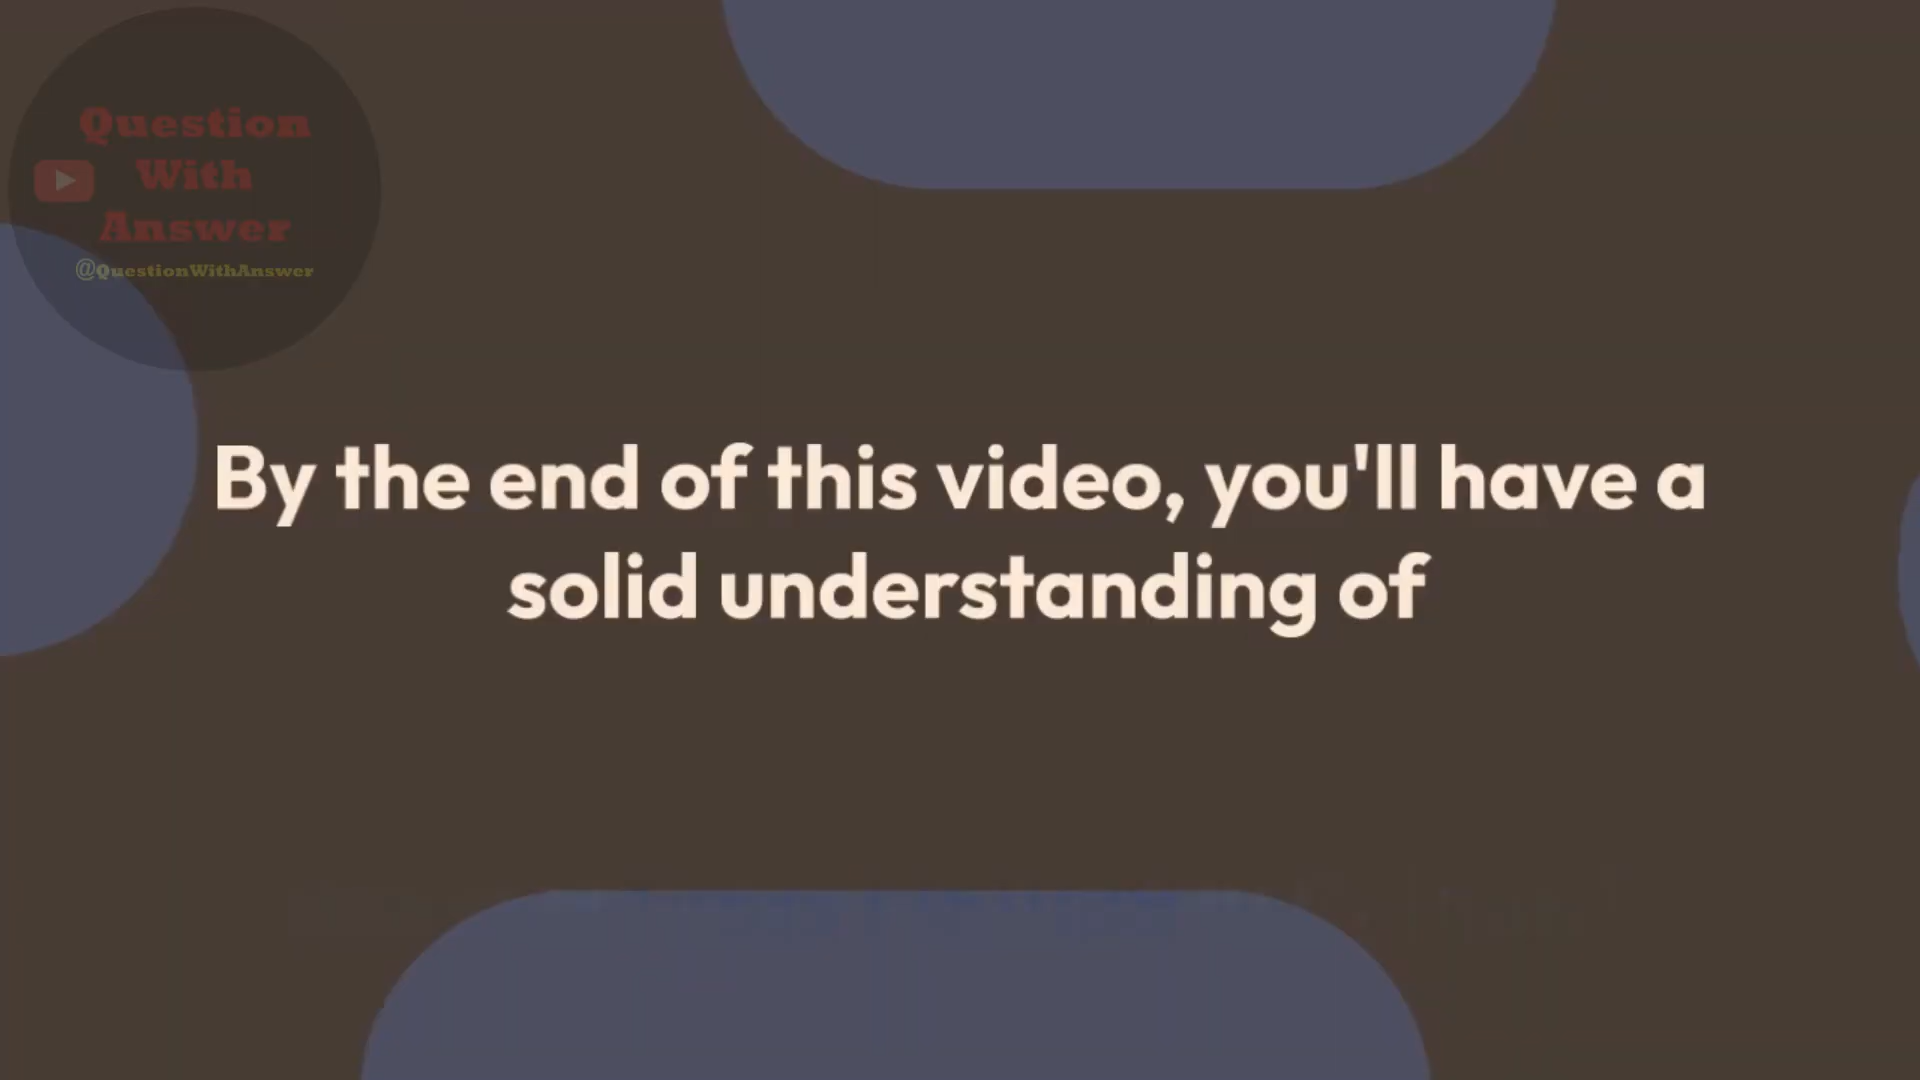 Question
With
Answer
@QuestionWithAnswer
By the end of this video, you'll have a
solid understanding of